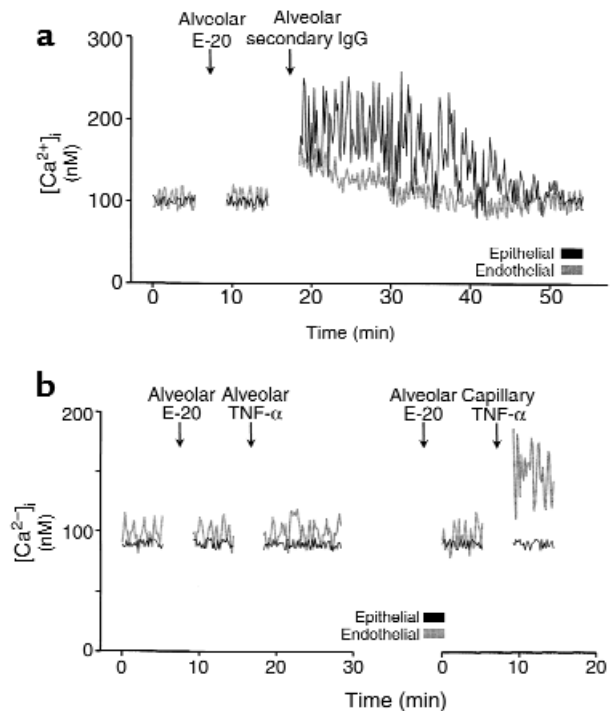 a
Alveolar
E-20
Alveolar
secondary IgG
300
200
100
0
[Ca²⁺]i
(nM)
Epithelial
Endothelial
0 10 20 30 40 50
Time (min)
b
Alveolar
E-20
Alveolar
TNF-α
Alveolar
E-20
Capillary
TNF-α
200
100
0
[Ca²⁻]i
(nM)
Epithelial
Endothelial
0 10 20 30 0 10 20
Time (min)